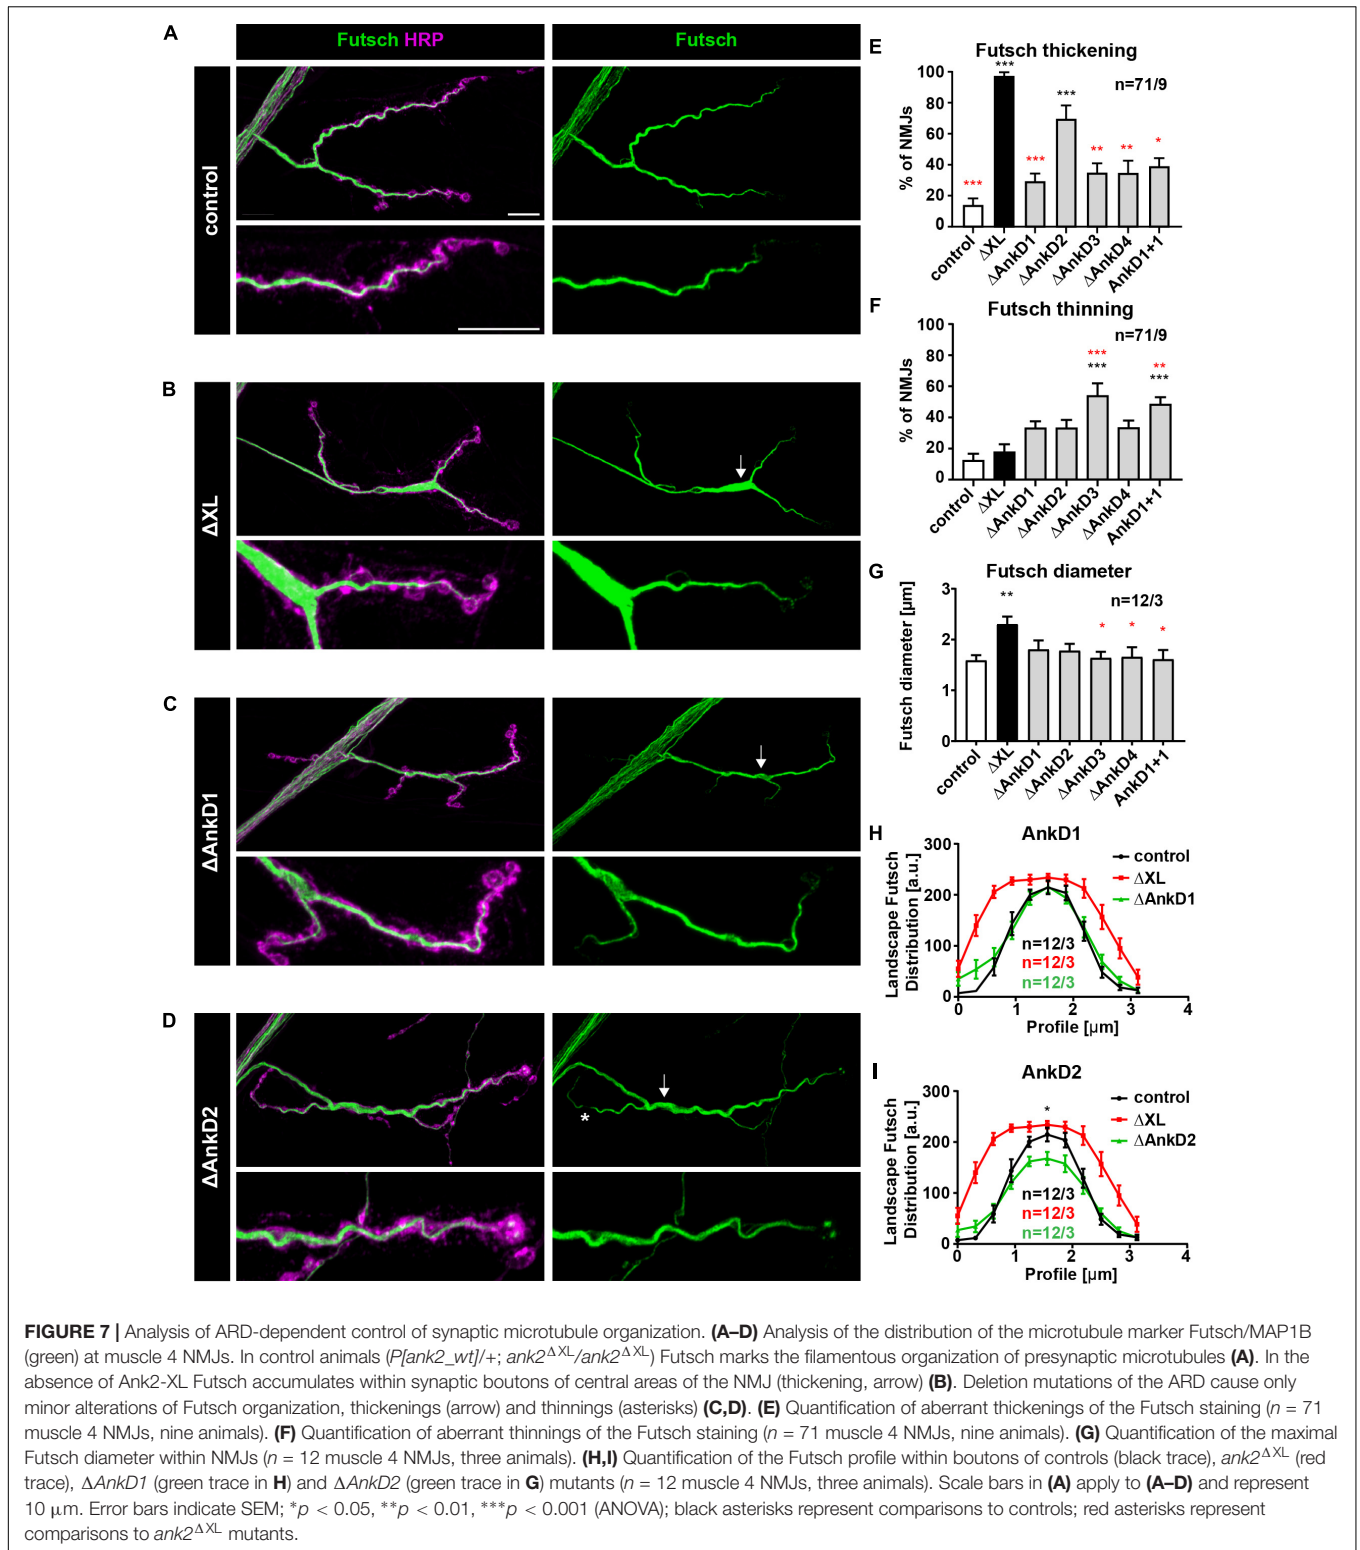 A
Futsch HRP
Futsch
control
B
ΔXL
C
ΔAnkD1
D
ΔAnkD2
*
E
Futsch thickening
n=71/9
% of NMJs
100
80
60
40
20
0
***
***
***
***
**
**
*
control
ΔXL
ΔAnkD1
ΔAnkD2
ΔAnkD3
ΔAnkD4
AnkD1+1
F
Futsch thinning
n=71/9
% of NMJs
100
80
60
40
20
0
***
***
**
***
control
ΔXL
ΔAnkD1
ΔAnkD2
ΔAnkD3
ΔAnkD4
AnkD1+1
G
Futsch diameter
n=12/3
Futsch diameter [µm]
3
2
1
0
**
*
*
*
control
ΔXL
ΔAnkD1
ΔAnkD2
ΔAnkD3
ΔAnkD4
AnkD1+1
H
AnkD1
Landscape Futsch
Distribution [a.u.]
300
200
100
0
control
ΔXL
ΔAnkD1
n=12/3
n=12/3
n=12/3
0 1 2 3 4
Profile [µm]
I
AnkD2
Landscape Futsch
Distribution [a.u.]
300
200
100
0
*
control
ΔXL
ΔAnkD2
n=12/3
n=12/3
n=12/3
0 1 2 3 4
Profile [µm]
FIGURE 7 | Analysis of ARD-dependent control of synaptic microtubule organization. (A–D) Analysis of the distribution of the microtubule marker Futsch/MAP1B
(green) at muscle 4 NMJs. In control animals (P[ank2_wt]/+; ank2ΔXL/ank2ΔXL) Futsch marks the filamentous organization of presynaptic microtubules (A). In the
absence of Ank2-XL Futsch accumulates within synaptic boutons of central areas of the NMJ (thickening, arrow) (B). Deletion mutations of the ARD cause only
minor alterations of Futsch organization, thickenings (arrow) and thinnings (asterisks) (C,D). (E) Quantification of aberrant thickenings of the Futsch staining (n = 71
muscle 4 NMJs, nine animals). (F) Quantification of aberrant thinnings of the Futsch staining (n = 71 muscle 4 NMJs, nine animals). (G) Quantification of the maximal
Futsch diameter within NMJs (n = 12 muscle 4 NMJs, three animals). (H,I) Quantification of the Futsch profile within boutons of controls (black trace), ank2ΔXL (red
trace), ΔAnkD1 (green trace in H) and ΔAnkD2 (green trace in G) mutants (n = 12 muscle 4 NMJs, three animals). Scale bars in (A) apply to (A–D) and represent
10 µm. Error bars indicate SEM; *p < 0.05, **p < 0.01, ***p < 0.001 (ANOVA); black asterisks represent comparisons to controls; red asterisks represent
comparisons to ank2ΔXL mutants.